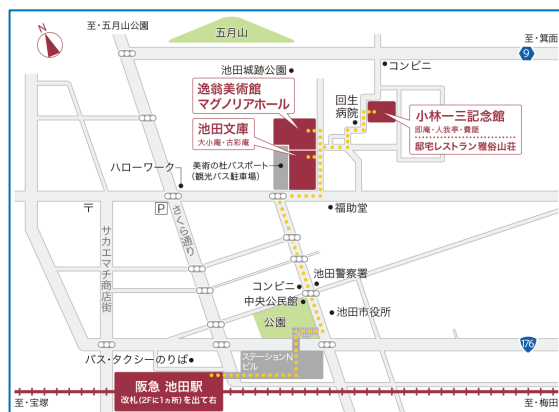 至・五月山公園
五月山
至・箕面
N
9
池田城跡公園
コンビニ
逸翁美術館
マグノリアホール
回生
病院
小林一三記念館
即庵・人我亭・費隠
邸宅レストラン 雅俗山荘
池田文庫
大小庵・古彩庵
美術の杜バスポート
(観光バス駐車場)
ハローワーク
〒
P
さくら通り
福助堂
サカエマチ商店街
池田警察署
コンビニ
中央公民館
池田市役所
公園
176
バス・タクシーのりば
ステーションN
ビル
阪急 池田駅
改札(2Fに1ヵ所)を出て右
至・宝塚
至・梅田